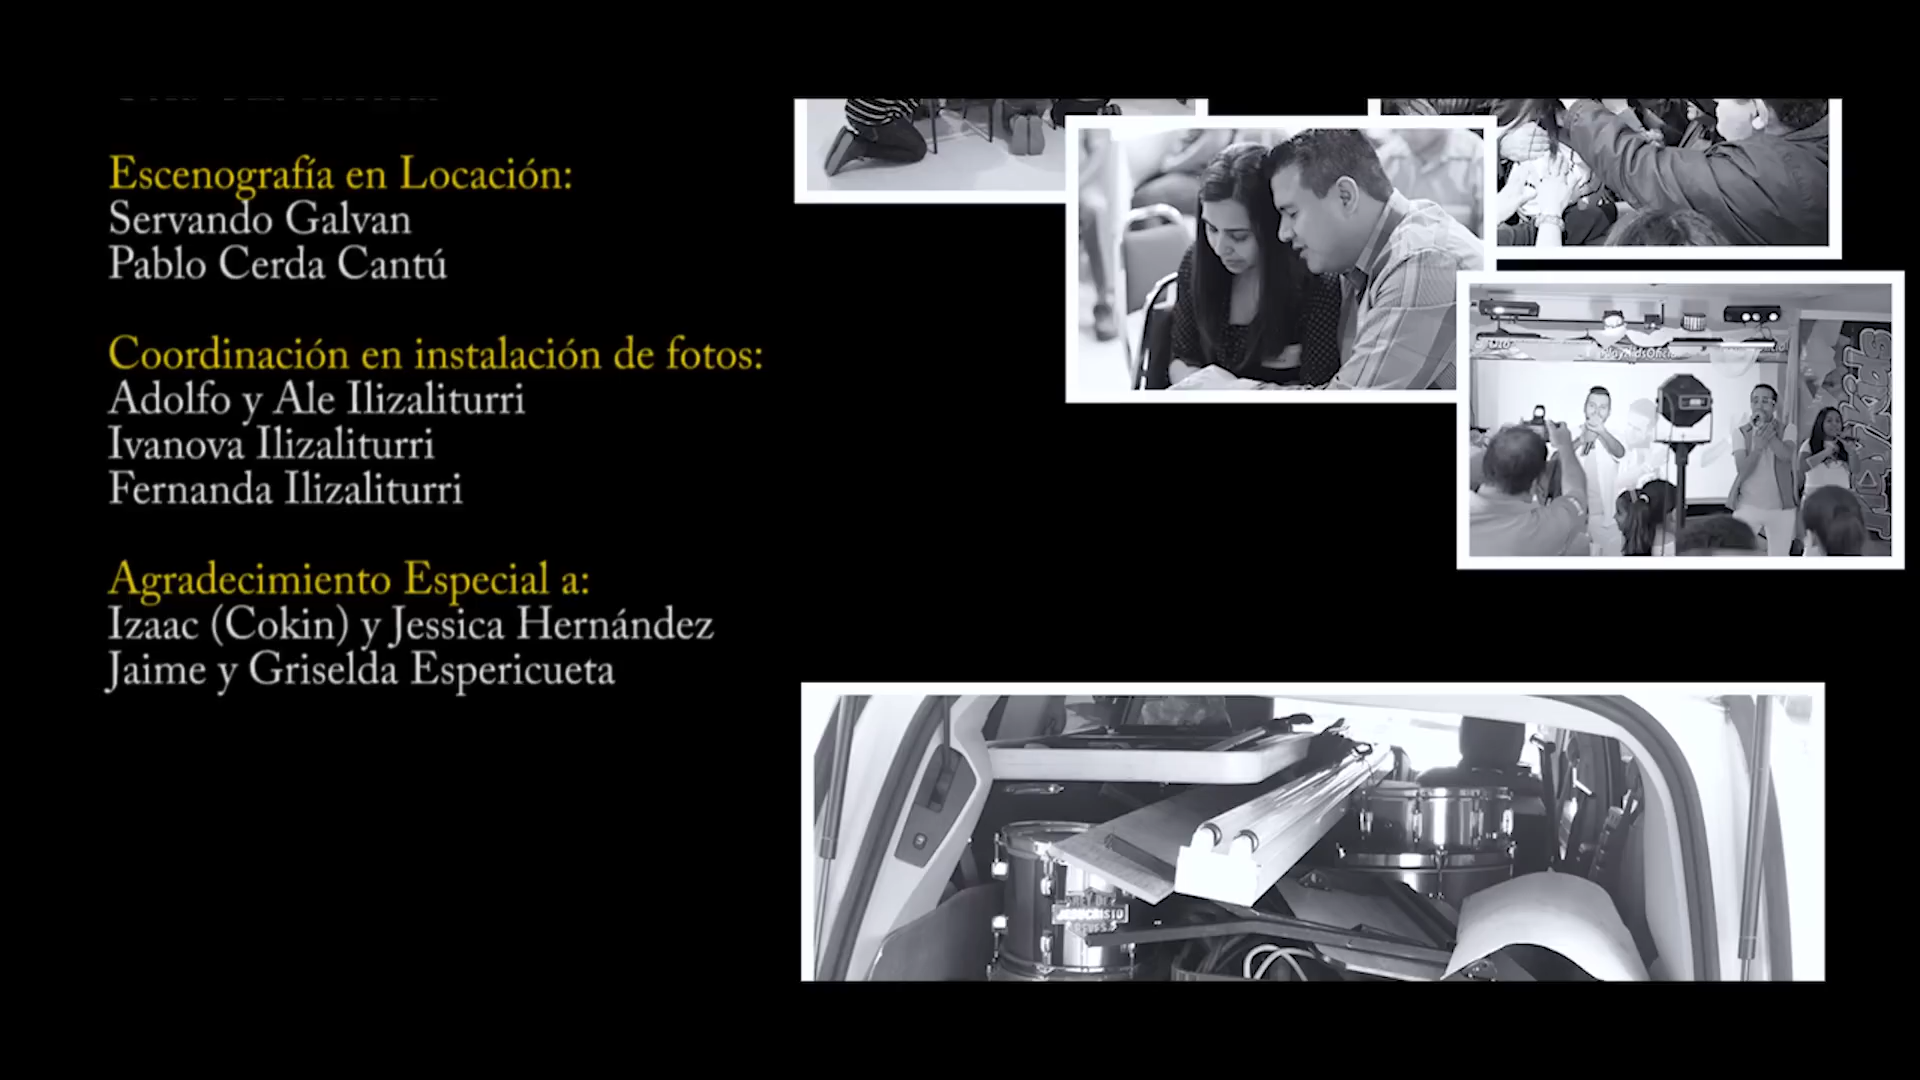 Escenografía en Locación:
Servando Galvan
Pablo Cerda Cantú
Coordinación en instalación de fotos:
Adolfo y Ale Ilizaliturri
Ivanova Ilizaliturri
Fernanda Ilizaliturri
Agradecimiento Especial a:
Izaac (Cokin) y Jessica Hernández
Jaime y Griselda Espericueta
JESUCRISTO